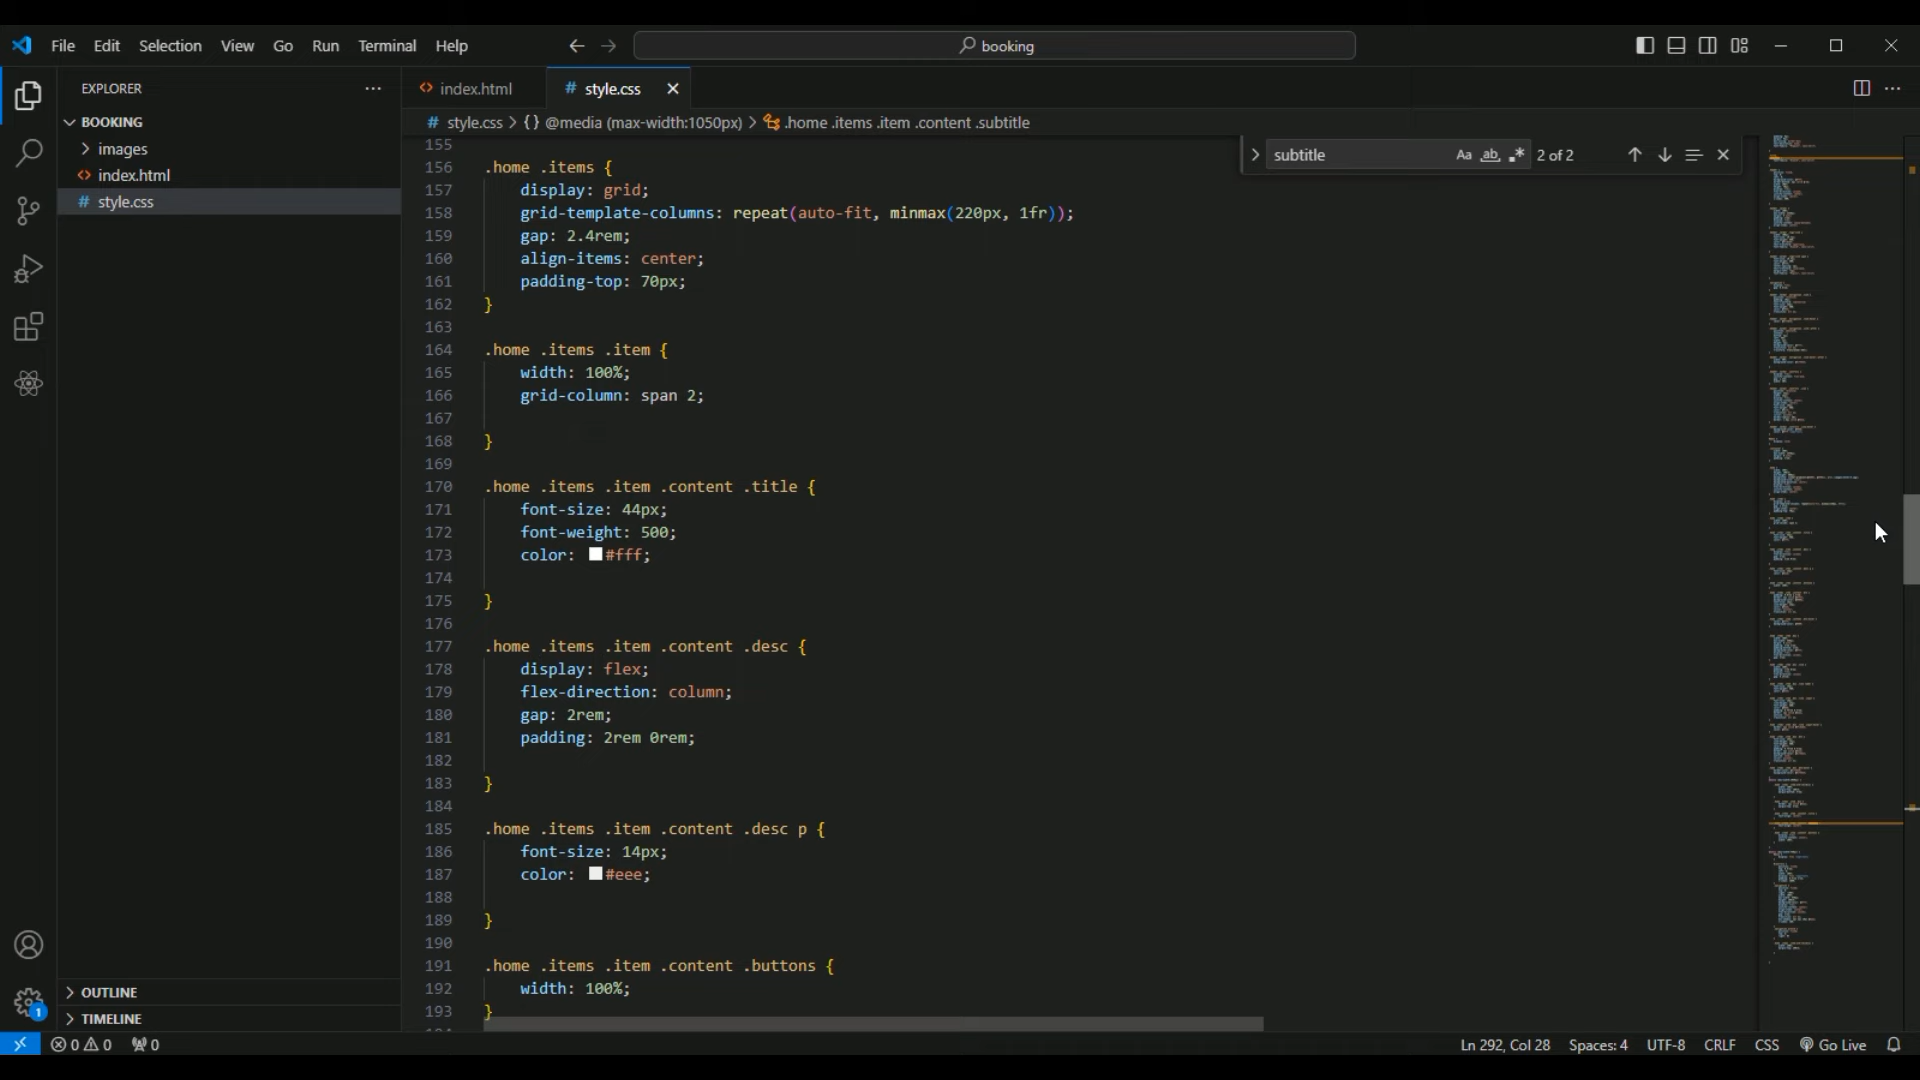 File Edit Selection View Go Run Terminal Help
booking
EXPLORER
BOOKING
images
index.html
style.css
OUTLINE
TIMELINE
index.html
style.css
style.css > {} @media (max-width:1050px) > .home .items .item .content .subtitle
subtitle Aa ab 2 of 2
155
156 .home .items {
157 display: grid;
158 grid-template-columns: repeat(auto-fit, minmax(220px, 1fr));
159 gap: 2.4rem;
160 align-items: center;
161 padding-top: 70px;
162 }
163
164 .home .items .item {
165 width: 100%;
166 grid-column: span 2;
167
168 }
169
170 .home .items .item .content .title {
171 font-size: 44px;
172 font-weight: 500;
173 color: #fff;
174
175 }
176
177 .home .items .item .content .desc {
178 display: flex;
179 flex-direction: column;
180 gap: 2rem;
181 padding: 2rem 0rem;
182
183 }
184
185 .home .items .item .content .desc p {
186 font-size: 14px;
187 color: #eee;
188
189 }
190
191 .home .items .item .content .buttons {
192 width: 100%;
193 }
1
0 0 0
Ln 292, Col 28 Spaces: 4 UTF-8 CRLF CSS Go Live